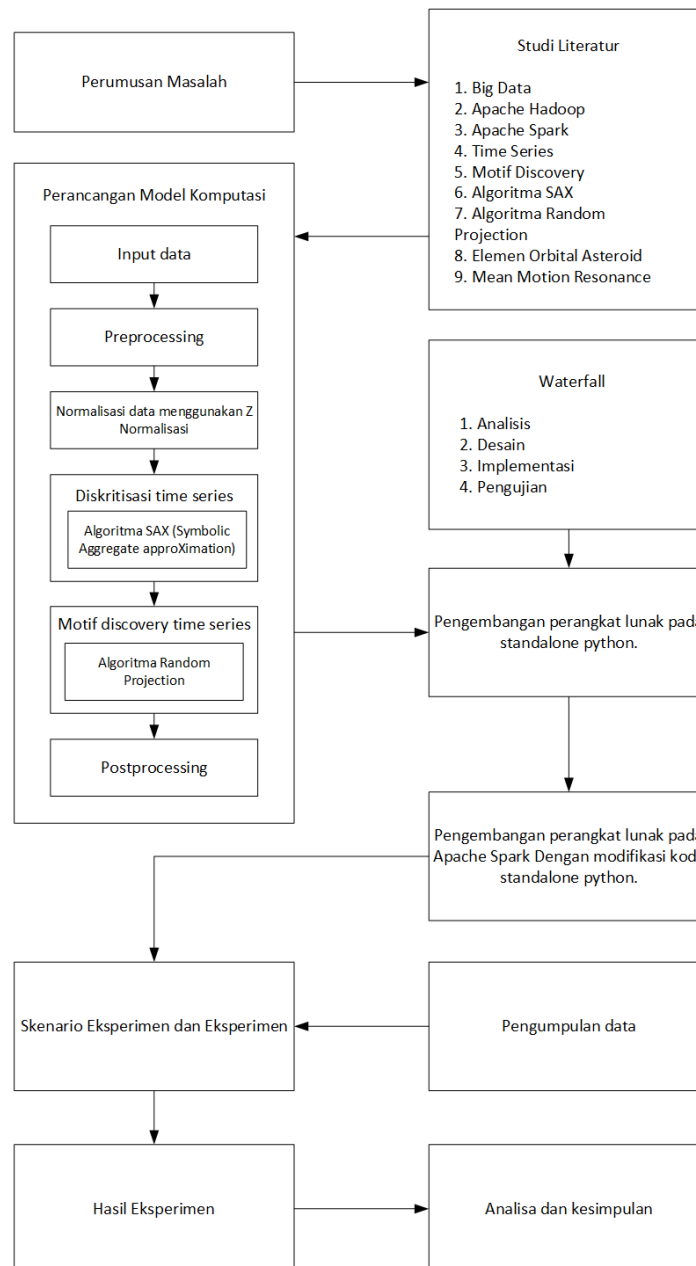 Perumusan Masalah
Studi Literatur
1. Big Data
2. Apache Hadoop
3. Apache Spark
4. Time Series
5. Motif Discovery
6. Algoritma SAX
7. Algoritma Random
Projection
8. Elemen Orbital Asteroid
9. Mean Motion Resonance
Perancangan Model Komputasi
Input data
Preprocessing
Normalisasi data menggunakan Z
Normalisasi
Diskritisasi time series
Algoritma SAX (Symbolic
Aggregate approXimation)
Motif discovery time series
Algoritma Random
Projection
Postprocessing
Waterfall
1. Analisis
2. Desain
3. Implementasi
4. Pengujian
Pengembangan perangkat lunak pada
standalone python.
Pengembangan perangkat lunak pada
Apache Spark Dengan modifikasi kod
standalone python.
Skenario Eksperimen dan Eksperimen
Pengumpulan data
Hasil Eksperimen
Analisa dan kesimpulan